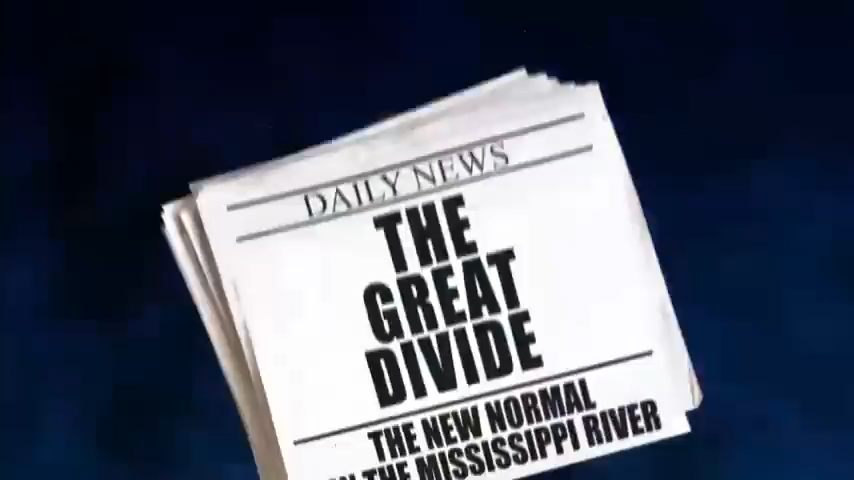 DAILY NEWS
THE
GREAT
DIVIDE
THE NEW NORMAL
THE MISSISSIPPI RIVER